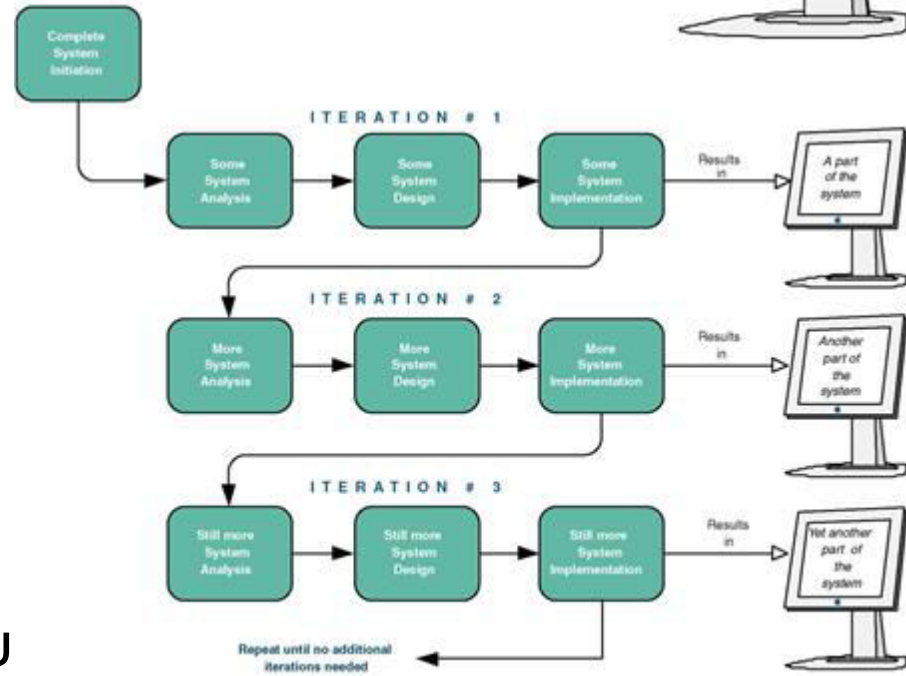 Complete
System
Initiation
ITERATION # 1
Some
System
Analysis
Some
System
Design
Some
System
Implementation
Results
in
A part
of the
system
ITERATION # 2
More
System
Analysis
More
System
Design
More
System
Implementation
Results
in
Another
part of
the
system
ITERATION # 3
Still more
System
Analysis
Still more
System
Design
Still more
System
Implementation
Results
in
Yet another
part of
the
system
Repeat until no additional
iterations needed